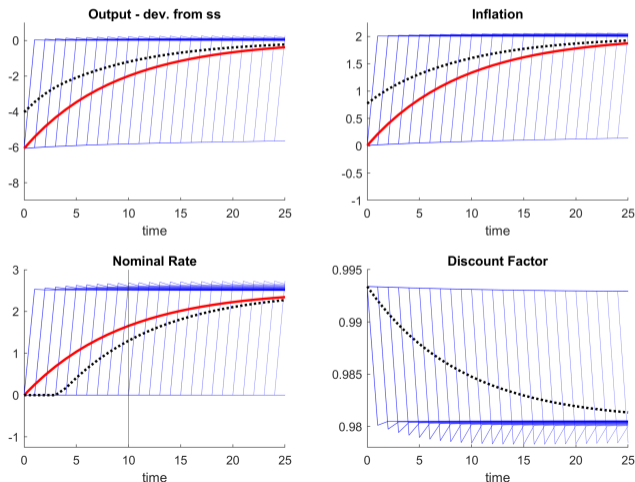 Output - dev. from ss
0
-2
-4
-6
-8
0 5 10 15 20 25
time
Inflation
2
1.5
1
0.5
0
-0.5
-1
0 5 10 15 20 25
time
Nominal Rate
3
2
1
0
-1
0 5 10 15 20 25
time
Discount Factor
0.995
0.99
0.985
0.98
0 5 10 15 20 25
time